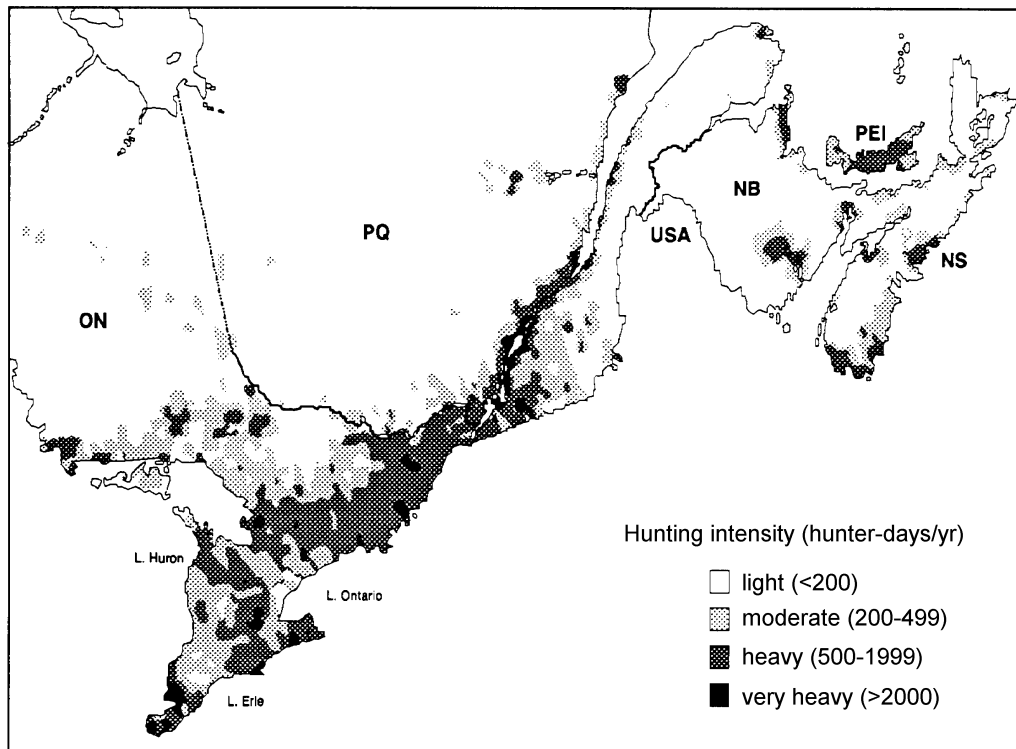 PEI
NB
PQ
USA
NS
ON
Hunting intensity (hunter-days/yr)
L. Huron
light (<200)
L. Ontario
moderate (200-499)
heavy (500-1999)
L. Erie
very heavy (>2000)